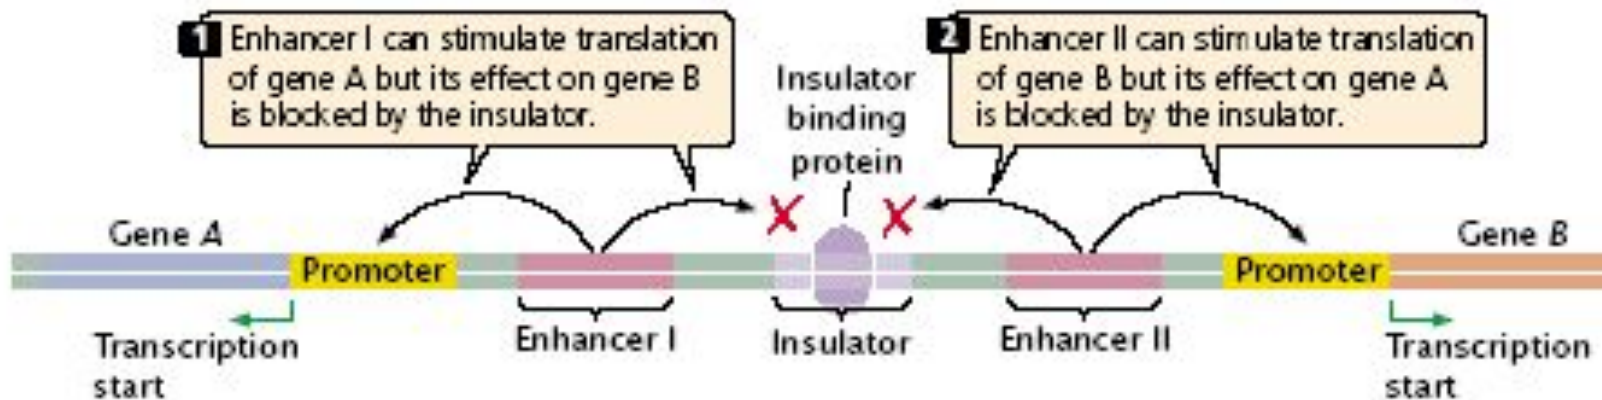 1 Enhancer I can stimulate translation
of gene A but its effect on gene B
is blocked by the insulator.
Insulator
binding
protein
2 Enhancer II can stimulate translation
of gene B but its effect on gene A
is blocked by the insulator.
Gene A
Promoter
Promoter
Gene B
Transcription
start
Enhancer I
Insulator
Enhancer II
Transcription
start